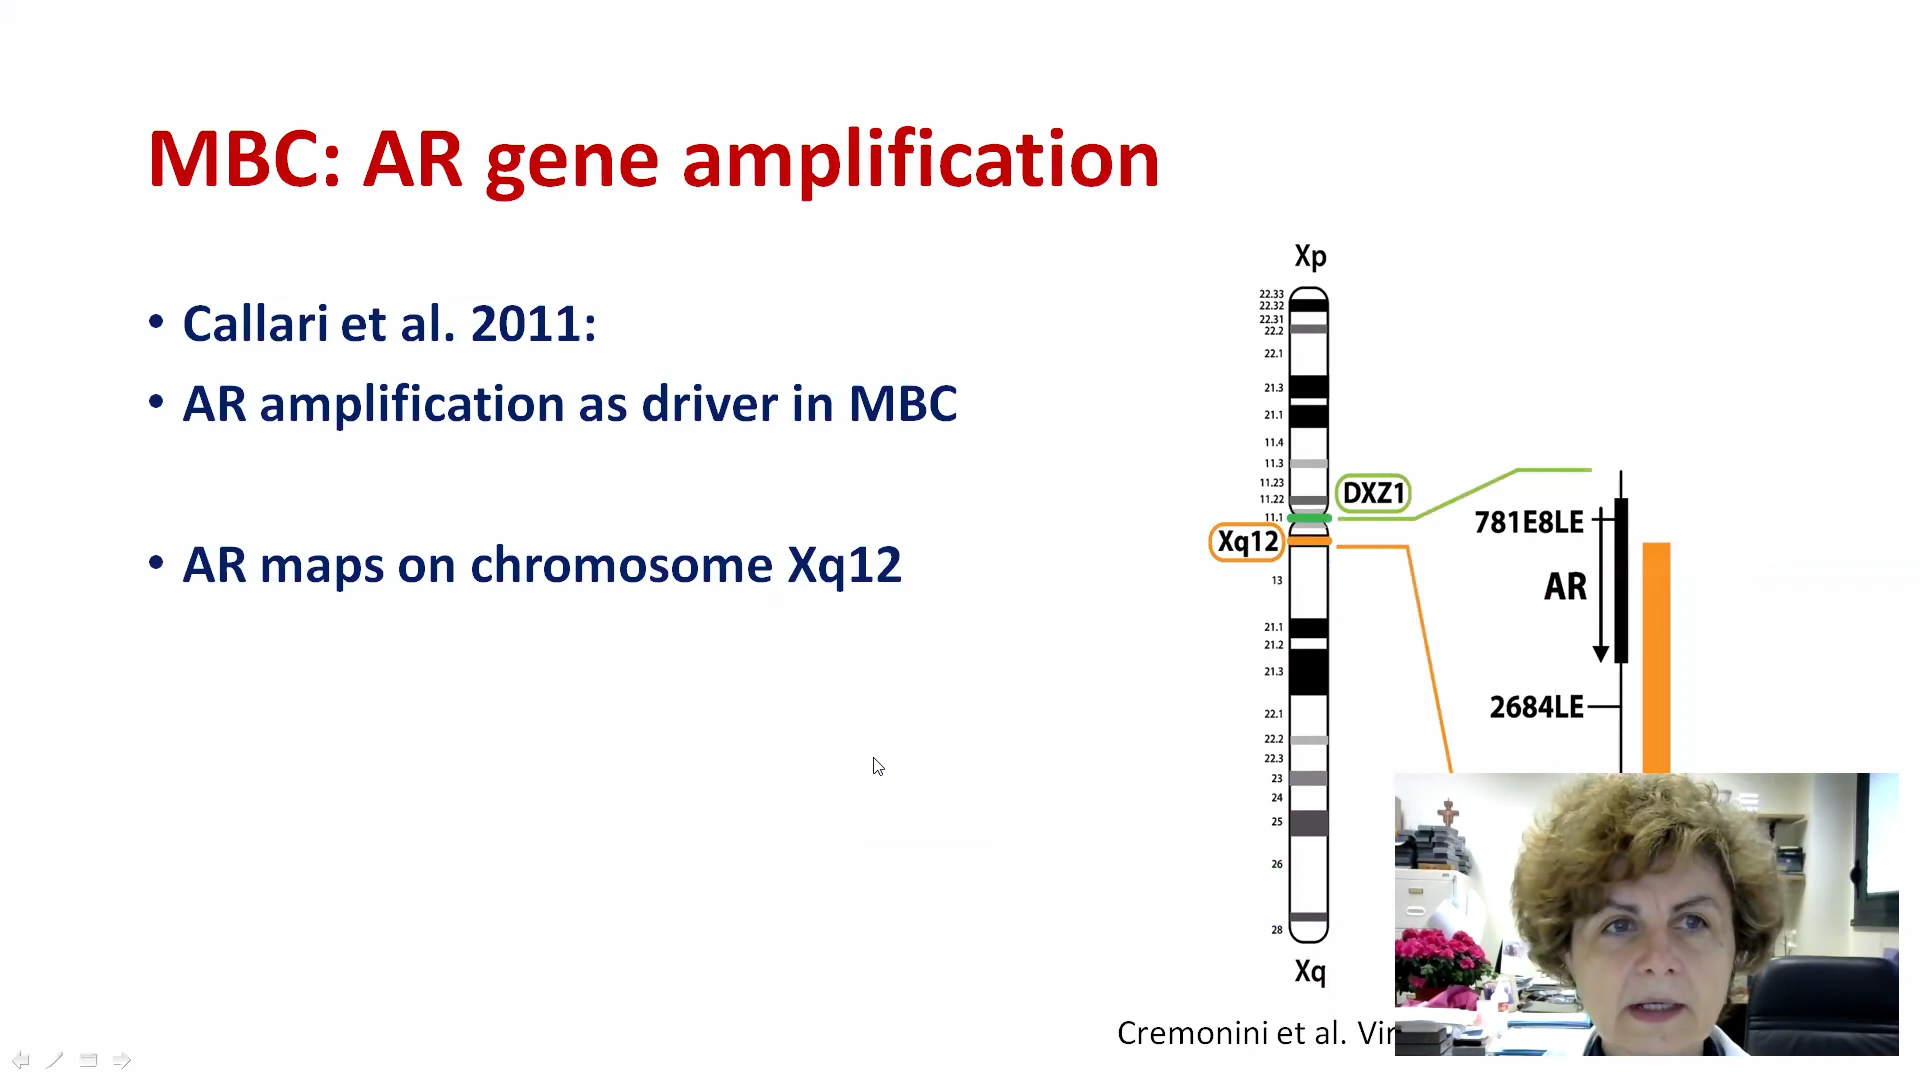 MBC: AR gene amplification
• Callari et al. 2011:
• AR amplification as driver in MBC
• AR maps on chromosome Xq12
Xp
22.33
22.32
22.31
22.2
22.1
21.3
21.1
11.4
11.3
11.23
11.22
11.1
DXZ1
Xq12
13
21.1
21.2
21.3
22.1
22.2
22.3
23
24
25
26
28
Xq
781E8LE
AR
2684LE
Cremonini et al.